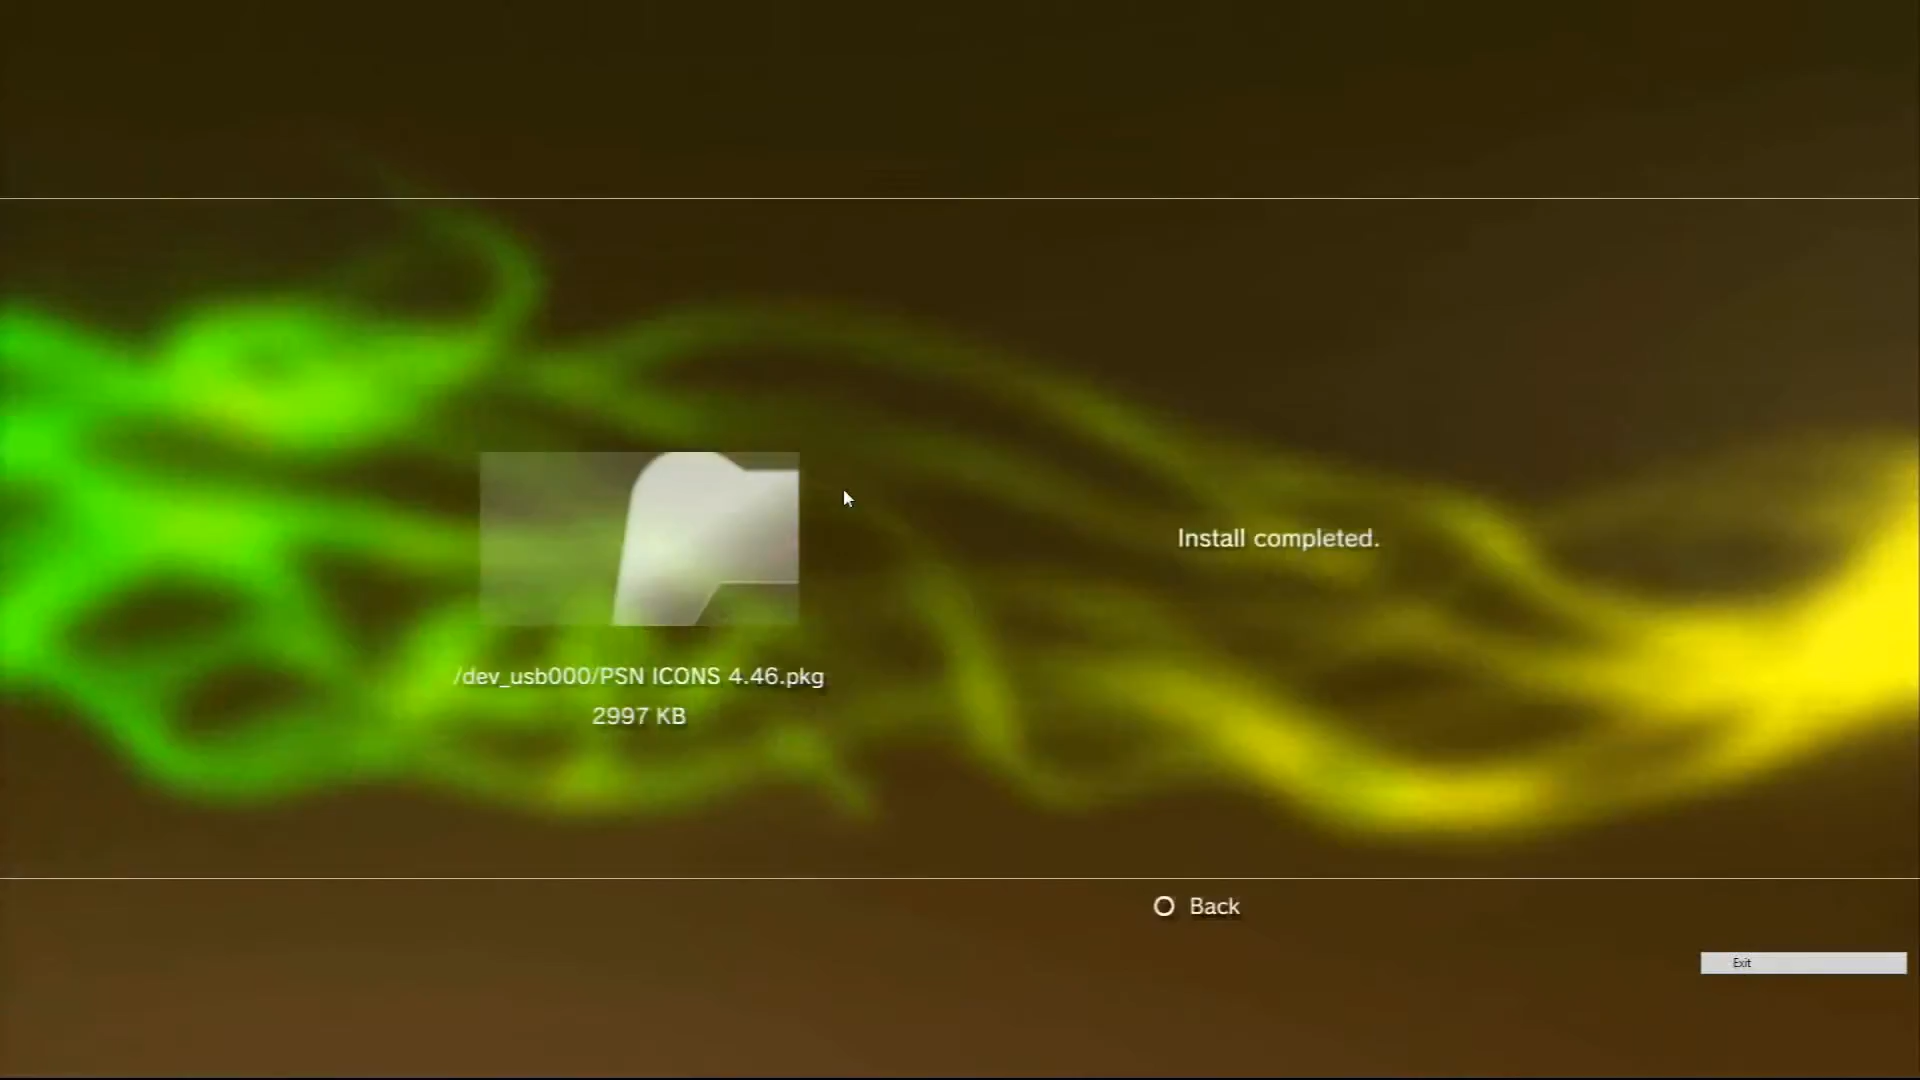 Install completed.
/dev_usb000/PSN ICONS 4.46.pkg
2997 KB
Back
Exit